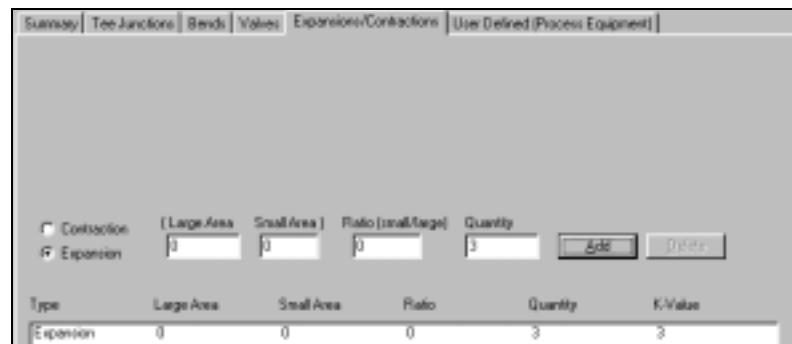 Summary Tee Junctions Bends Valves Expansions/Contractions User Defined (Process Equipment)
Contraction (Large Area Small Area) Ratio (small/large) Quantity
Expansion 0 0 0 3 Add Delete
Type Large Area Small Area Ratio Quantity K-Value
Expansion 0 0 0 3 3